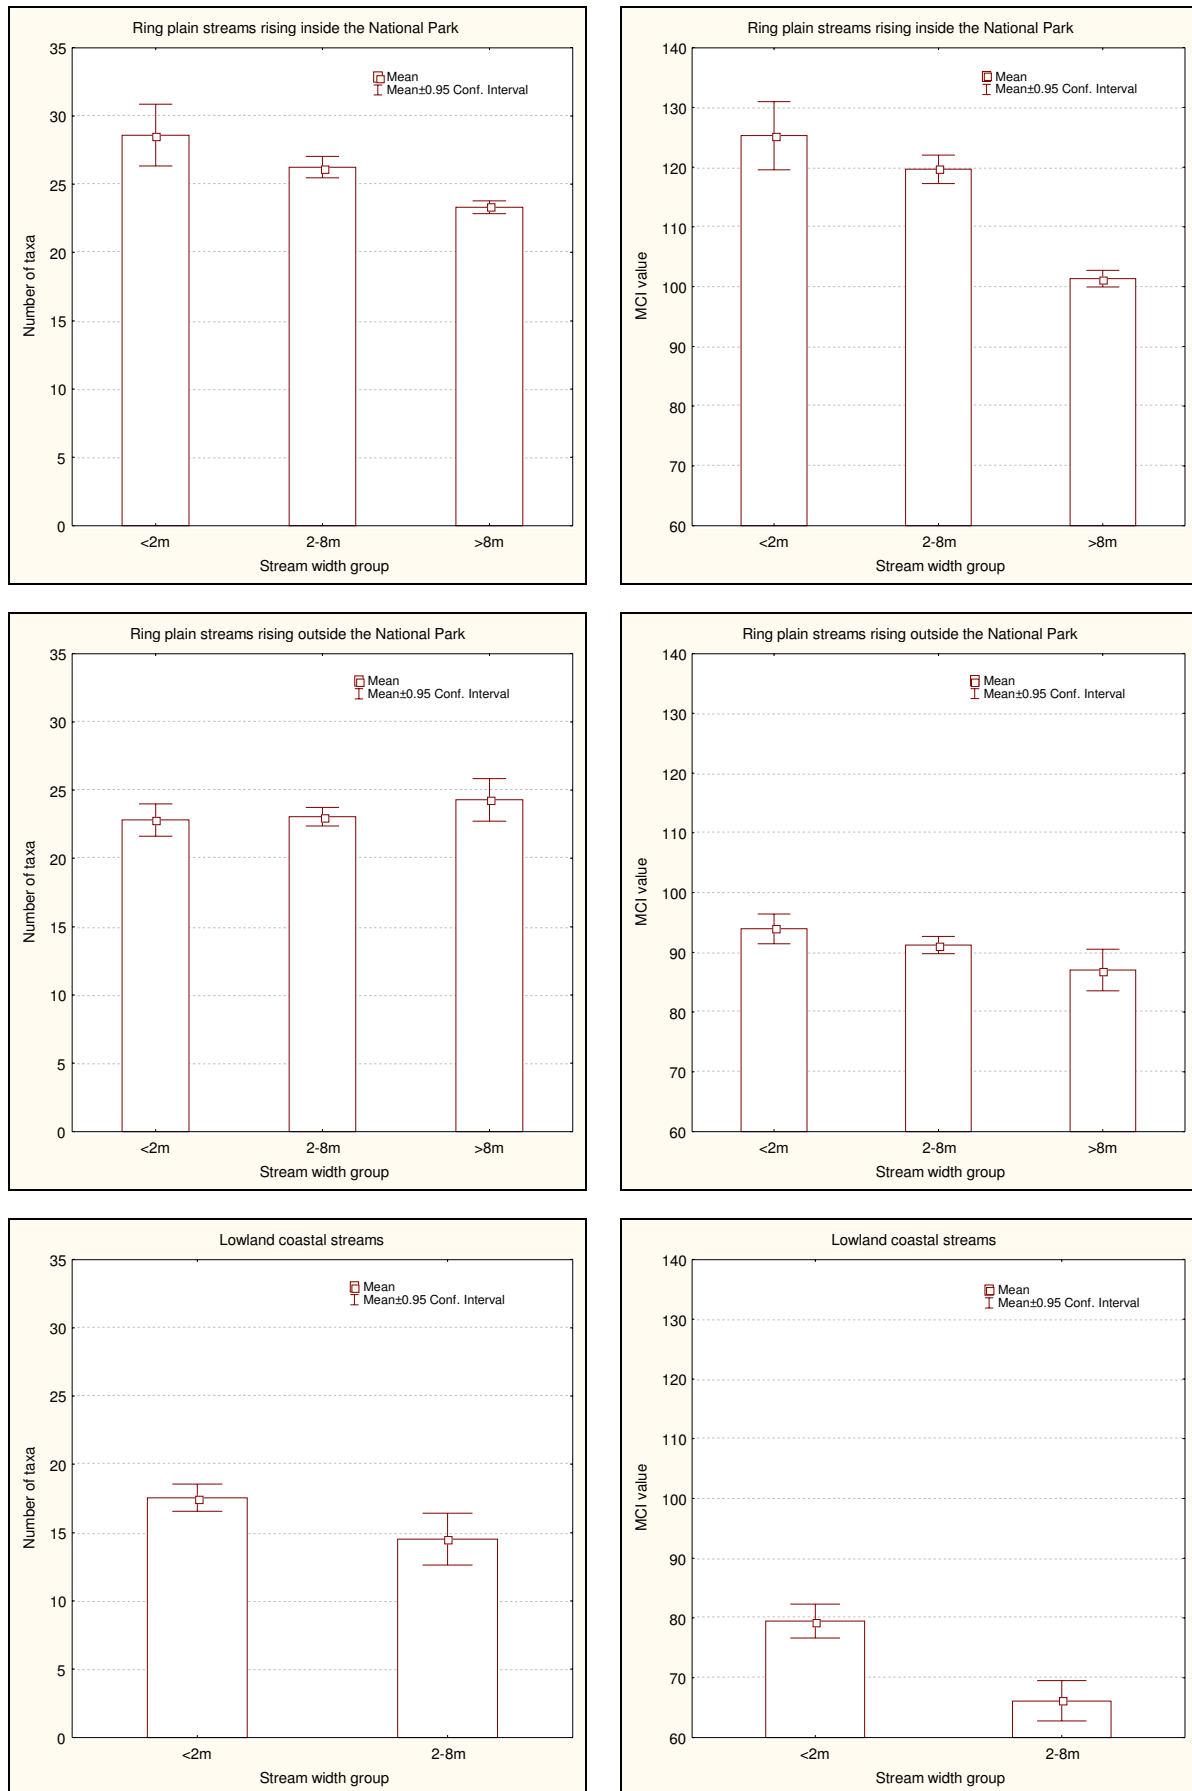 Ring plain streams rising inside the National Park
35
30
25
20
15
10
5
0
Number of taxa
Mean
Mean±0.95 Conf. Interval
<2m 2-8m >8m
Stream width group
Ring plain streams rising inside the National Park
140
130
120
110
100
90
80
70
60
MCI value
Mean
Mean±0.95 Conf. Interval
<2m 2-8m >8m
Stream width group
Ring plain streams rising outside the National Park
35
30
25
20
15
10
5
0
Number of taxa
Mean
Mean±0.95 Conf. Interval
<2m 2-8m >8m
Stream width group
Ring plain streams rising outside the National Park
140
130
120
110
100
90
80
70
60
MCI value
Mean
Mean±0.95 Conf. Interval
<2m 2-8m >8m
Stream width group
Lowland coastal streams
35
30
25
20
15
10
5
0
Number of taxa
Mean
Mean±0.95 Conf. Interval
<2m 2-8m
Stream width group
Lowland coastal streams
140
130
120
110
100
90
80
70
60
MCI value
Mean
Mean±0.95 Conf. Interval
<2m 2-8m
Stream width group